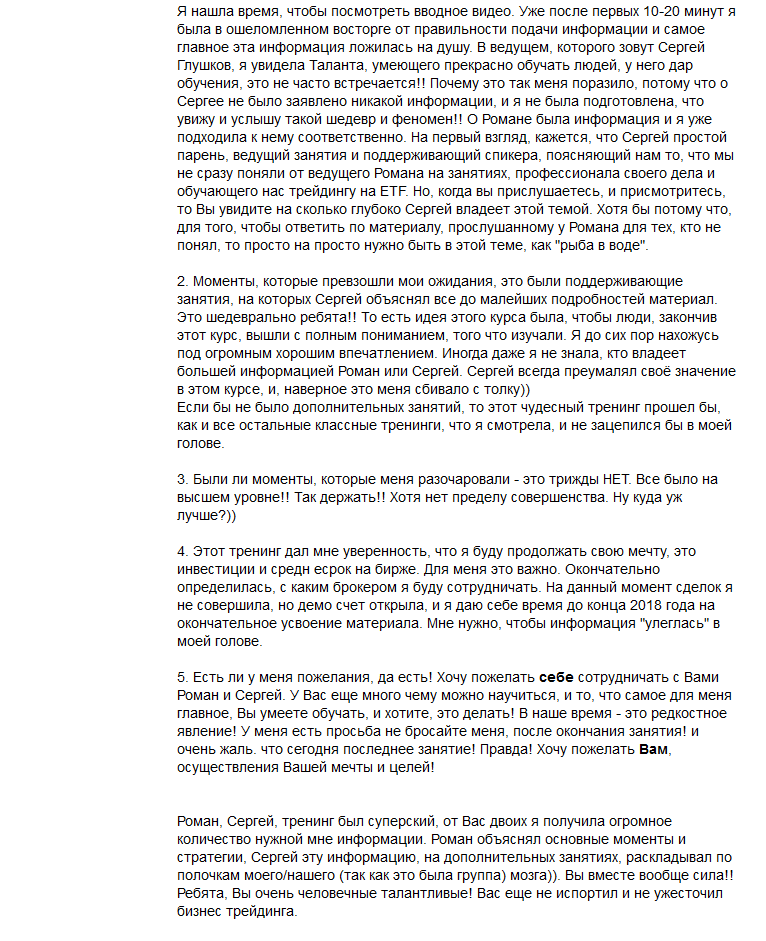 Я нашла время, чтобы посмотреть вводное видео. Уже после первых 10-20 минут я
была в ошеломленном восторге от правильности подачи информации и самое
главное эта информация ложилась на душу. В ведущем, которого зовут Сергей
Глушков, я увидела Таланта, умеющего прекрасно обучать людей, у него дар
обучения, это не часто встречается!! Почему это так меня поразило, потому что о
Сергее не было заявлено никакой информации, и я не была подготовлена, что
увижу и услышу такой шедевр и феномен!! О Романе была информация и я уже
подходила к нему соответственно. На первый взгляд, кажется, что Сергей простой
парень, ведущий занятия и поддерживающий спикера, поясняющий нам то, что мы
не сразу поняли от ведущего Романа на занятиях, профессионала своего дела и
обучающего нас трейдингу на ETF. Но, когда вы прислушаетесь, и присмотритесь,
то Вы увидите на сколько глубоко Сергей владеет этой темой. Хотя бы потому что,
для того, чтобы ответить по материалу, прослушанному у Романа для тех, кто не
понял, то просто на просто нужно быть в этой теме, как "рыба в воде".

2. Моменты, которые превзошли мои ожидания, это были поддерживающие
занятия, на которых Сергей объяснял все до малейших подробностей материал.
Это шедеврально ребята!! То есть идея этого курса была, чтобы люди, закончив
этот курс, вышли с полным пониманием, того что изучали. Я до сих пор нахожусь
под огромным хорошим впечатлением. Иногда даже я не знала, кто владеет
большей информацией Роман или Сергей. Сергей всегда преумалял своё значение
в этом курсе, и, наверное это меня сбивало с толку))
Если бы не было дополнительных занятий, то этот чудесный тренинг прошел бы,
как и все остальные классные тренинги, что я смотрела, и не зацепился бы в моей
голове.

3. Были ли моменты, которые меня разочаровали - это трижды НЕТ. Все было на
высшем уровне!! Так держать!! Хотя нет пределу совершенства. Ну куда уж
лучше?))

4. Этот тренинг дал мне уверенность, что я буду продолжать свою мечту, это
инвестиции и средн есрок на бирже. Для меня это важно. Окончательно
определилась, с каким брокером я буду сотрудничать. На данный момент сделок я
не совершила, но демо счет открыла, и я даю себе время до конца 2018 года на
окончательное усвоение материала. Мне нужно, чтобы информация "улеглась" в
моей голове.

5. Есть ли у меня пожелания, да есть! Хочу пожелать себе сотрудничать с Вами
Роман и Сергей. У Вас еще много чему можно научиться, и то, что самое для меня
главное, Вы умеете обучать, и хотите, это делать! В наше время - это редкостное
явление! У меня есть просьба не бросайте меня, после окончания занятия! и
очень жаль. что сегодня последнее занятие! Правда! Хочу пожелать Вам,
осуществления Вашей мечты и целей!

Роман, Сергей, тренинг был суперский, от Вас двоих я получила огромное
количество нужной мне информации. Роман объяснял основные моменты и
стратегии, Сергей эту информацию, на дополнительных занятиях, раскладывал по
полочкам моего/нашего (так как это была группа) мозга)). Вы вместе вообще сила!!
Ребята, Вы очень человечные талантливые! Вас еще не испортил и не ужесточил
бизнес трейдинга.